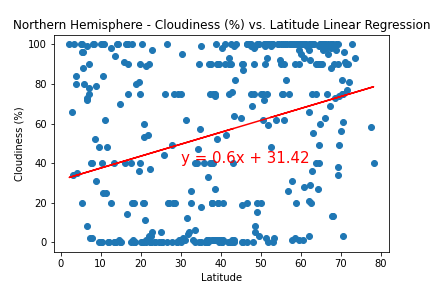 Northern Hemisphere - Cloudiness (%) vs. Latitude Linear Regression
100
80
60
40
20
0
Cloudiness (%)
y = 0.6x + 31.42
0 10 20 30 40 50 60 70 80
Latitude